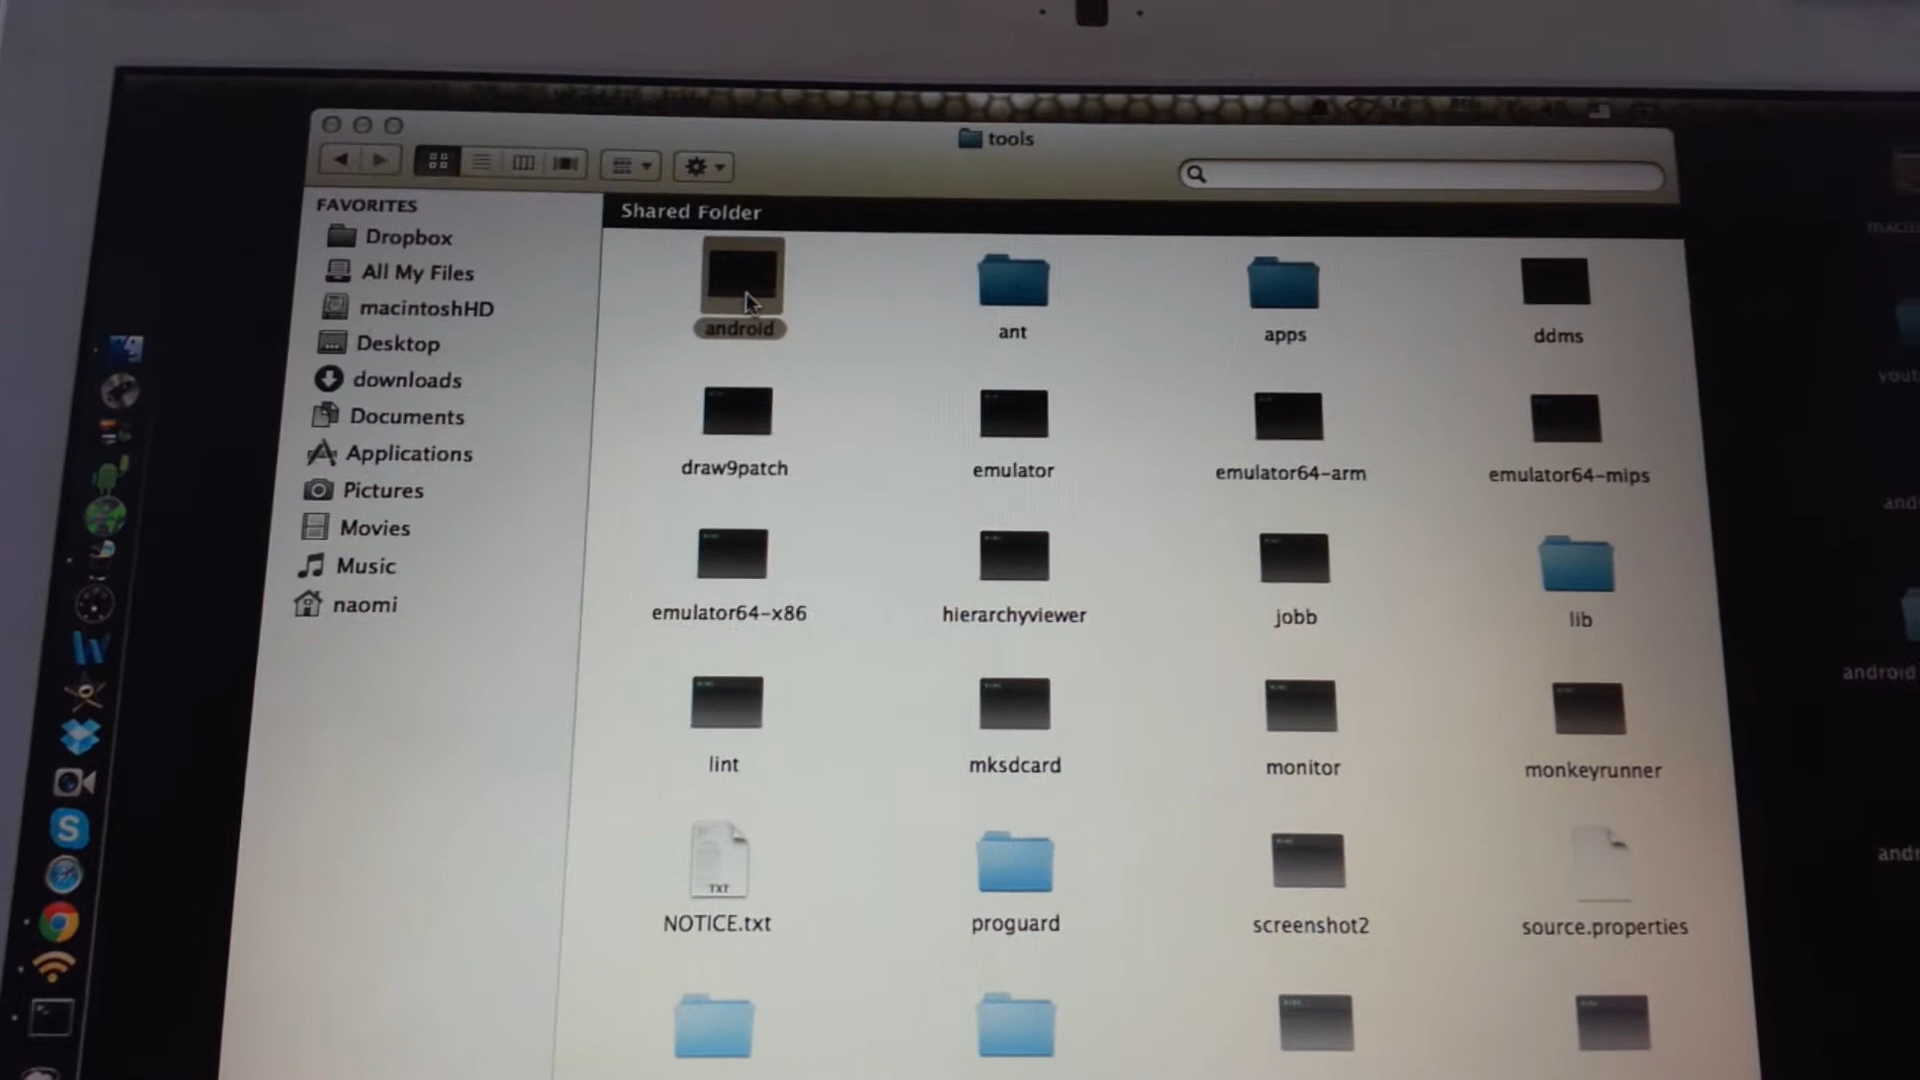 tools
FAVORITES
Dropbox
All My Files
macintoshHD
Desktop
downloads
Documents
Applications
Pictures
Movies
Music
naomi
Shared Folder
android
ant
apps
ddms
draw9patch
emulator
emulator64-arm
emulator64-mips
emulator64-x86
hierarchyviewer
jobb
lib
lint
mksdcard
monitor
monkeyrunner
TXT
NOTICE.txt
proguard
screenshot2
source.properties
W
S
android